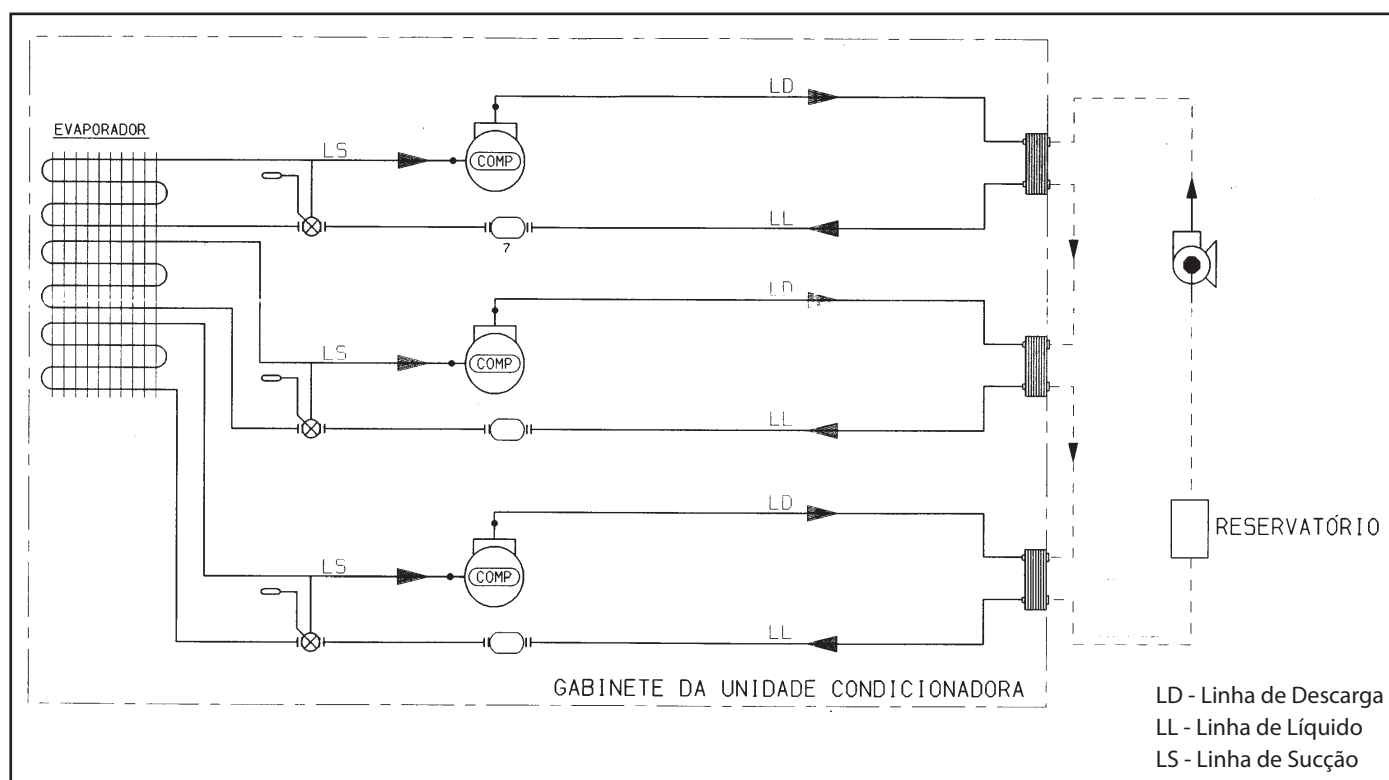 LD
EVAPORADOR
LS
COMP
LL
7
LD
LS
COMP
LL
LD
RESERVATÓRIO
LS
COMP
LL
GABINETE DA UNIDADE CONDICIONADORA
LD - Linha de Descarga
LL - Linha de Líquido
LS - Linha de Sucção